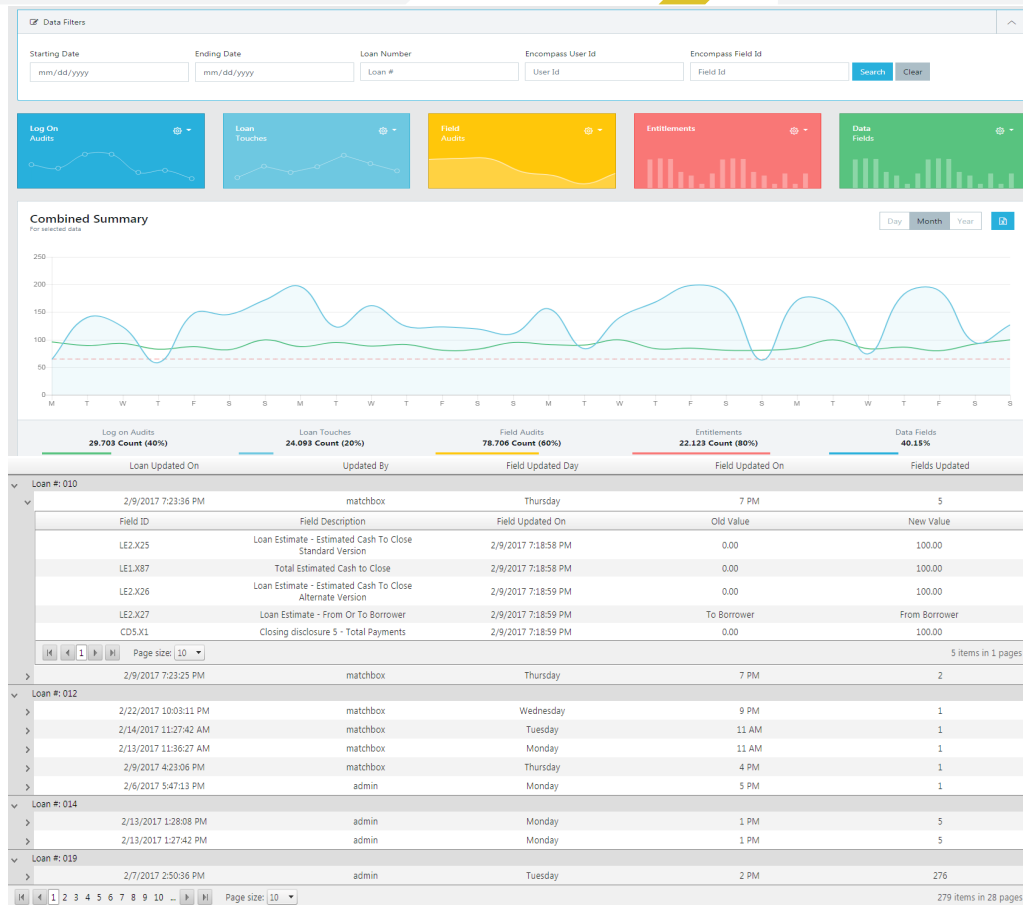 Data Filters
Starting Date Ending Date Loan Number Encompass User Id Encompass Field Id
mm/dd/yyyy mm/dd/yyyy Loan # User Id Field Id Search Clear
Log On Loan Field Entitlements Data
Audits Touches Audits Fields
Combined Summary
For selected data
Day Month Year
250
200
150
100
50
0
M T W T F S S M T W T F S S M T W T F S S M T W T F S S
Log on Audits Loan Touches Field Audits Entitlements Data Fields
29.703 Count (40%) 24.093 Count (20%) 78.706 Count (60%) 22.123 Count (80%) 40.15%
Loan Updated On Updated By Field Updated Day Field Updated On Fields Updated
Loan #: 010
2/9/2017 7:23:36 PM matchbox Thursday 7 PM 5
Field ID Field Description Field Updated On Old Value New Value
LE2.X25 Loan Estimate - Estimated Cash To Close Standard Version 2/9/2017 7:18:58 PM 0.00 100.00
LE1.X87 Total Estimated Cash to Close 2/9/2017 7:18:58 PM 0.00 100.00
LE2.X26 Loan Estimate - Estimated Cash To Close Alternate Version 2/9/2017 7:18:59 PM 0.00 100.00
LE2.X27 Loan Estimate - From Or To Borrower 2/9/2017 7:18:59 PM To Borrower From Borrower
CD5.X1 Closing disclosure 5 - Total Payments 2/9/2017 7:18:59 PM 0.00 100.00
1 Page size: 10 5 items in 1 pages
2/9/2017 7:23:25 PM matchbox Thursday 7 PM 2
Loan #: 012
2/22/2017 10:03:11 PM matchbox Wednesday 9 PM 1
2/14/2017 11:27:42 AM matchbox Tuesday 11 AM 1
2/13/2017 11:36:27 AM matchbox Monday 11 AM 1
2/9/2017 4:23:06 PM matchbox Thursday 4 PM 1
2/6/2017 5:47:13 PM admin Monday 5 PM 1
Loan #: 014
2/13/2017 1:28:08 PM admin Monday 1 PM 5
2/13/2017 1:27:42 PM admin Monday 1 PM 5
Loan #: 019
2/7/2017 2:50:36 PM admin Tuesday 2 PM 276
1 2 3 4 5 6 7 8 9 10 ... Page size: 10 279 items in 28 pages